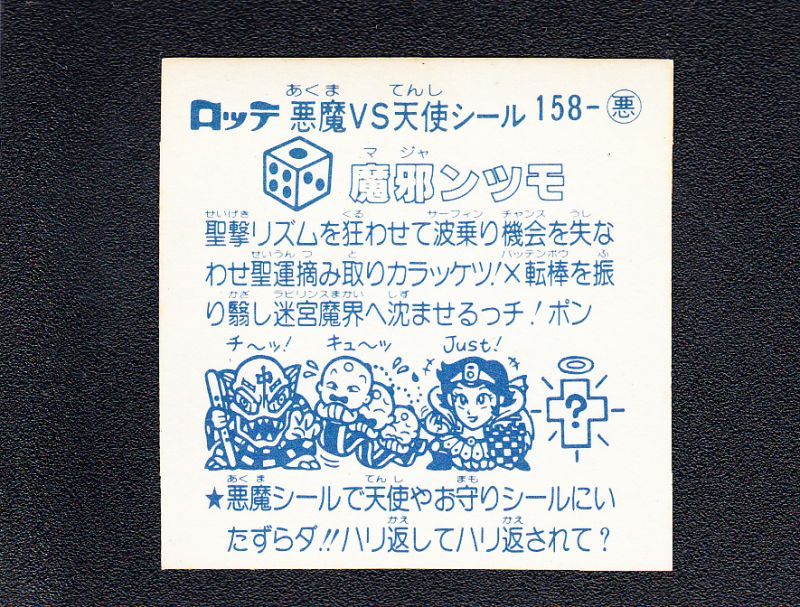 あくま てんし
ロッテ 悪魔VS天使シール 158-悪
マジャ
魔邪ンツモ
せいげき くる サーフィン チャンス うし
聖撃リズムを狂わせて波乗り機会を失な
せいうん つ と バッテンボウ ふ
わせ聖運摘み取りカラッケツ!×転棒を振
かざ ラビリンスまかい しず
り翳し迷宮魔界へ沈ませるっチ!ポン
チ〜ッ! キュ〜ッ Just!
中 8 ?
あくま てんし まも
★悪魔シールで天使やお守りシールにい
かえ かえ
たずらダ!!ハリ返してハリ返されて?